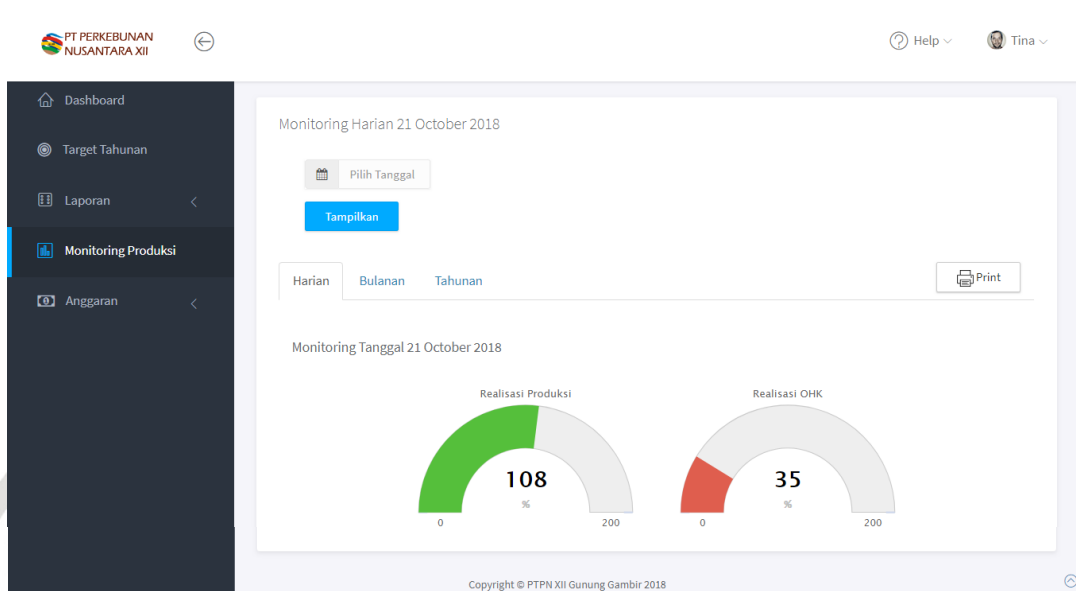 PT PERKEBUNAN
NUSANTARA XII
Help
Tina
Dashboard
Target Tahunan
Laporan
Monitoring Produksi
Anggaran
Monitoring Harian 21 October 2018
Pilih Tanggal
Tampilkan
Harian
Bulanan
Tahunan
Print
Monitoring Tanggal 21 October 2018
Realisasi Produksi
108
%
0
200
Realisasi OHK
35
%
0
200
Copyright © PTPN XII Gunung Gambir 2018